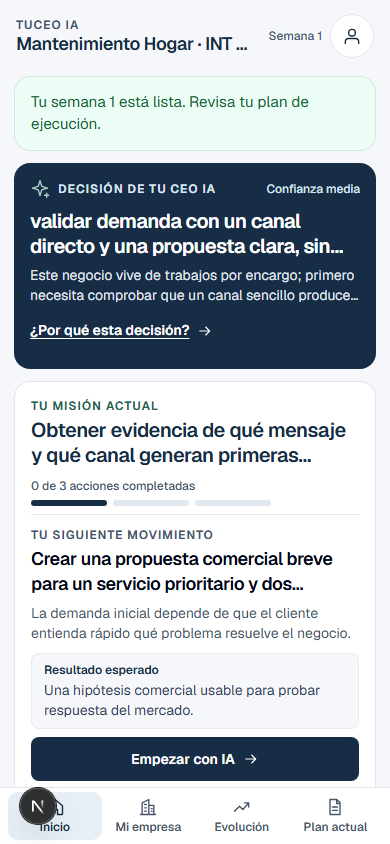 TUCEO IA
Mantenimiento Hogar · INT ...
Semana 1
Tu semana 1 está lista. Revisa tu plan de
ejecución.
DECISIÓN DE TU CEO IA
Confianza media
validar demanda con un canal
directo y una propuesta clara, sin...
Este negocio vive de trabajos por encargo; primero
necesita comprobar que un canal sencillo produce...
¿Por qué esta decisión? →
TU MISIÓN ACTUAL
Obtener evidencia de qué mensaje
y qué canal generan primeras...
0 de 3 acciones completadas
TU SIGUIENTE MOVIMIENTO
Crear una propuesta comercial breve
para un servicio prioritario y dos...
La demanda inicial depende de que el cliente
entienda rápido qué problema resuelve el negocio.
Resultado esperado
Una hipótesis comercial usable para probar
respuesta del mercado.
Empezar con IA →
N
Inicio
Mi empresa
Evolución
Plan actual